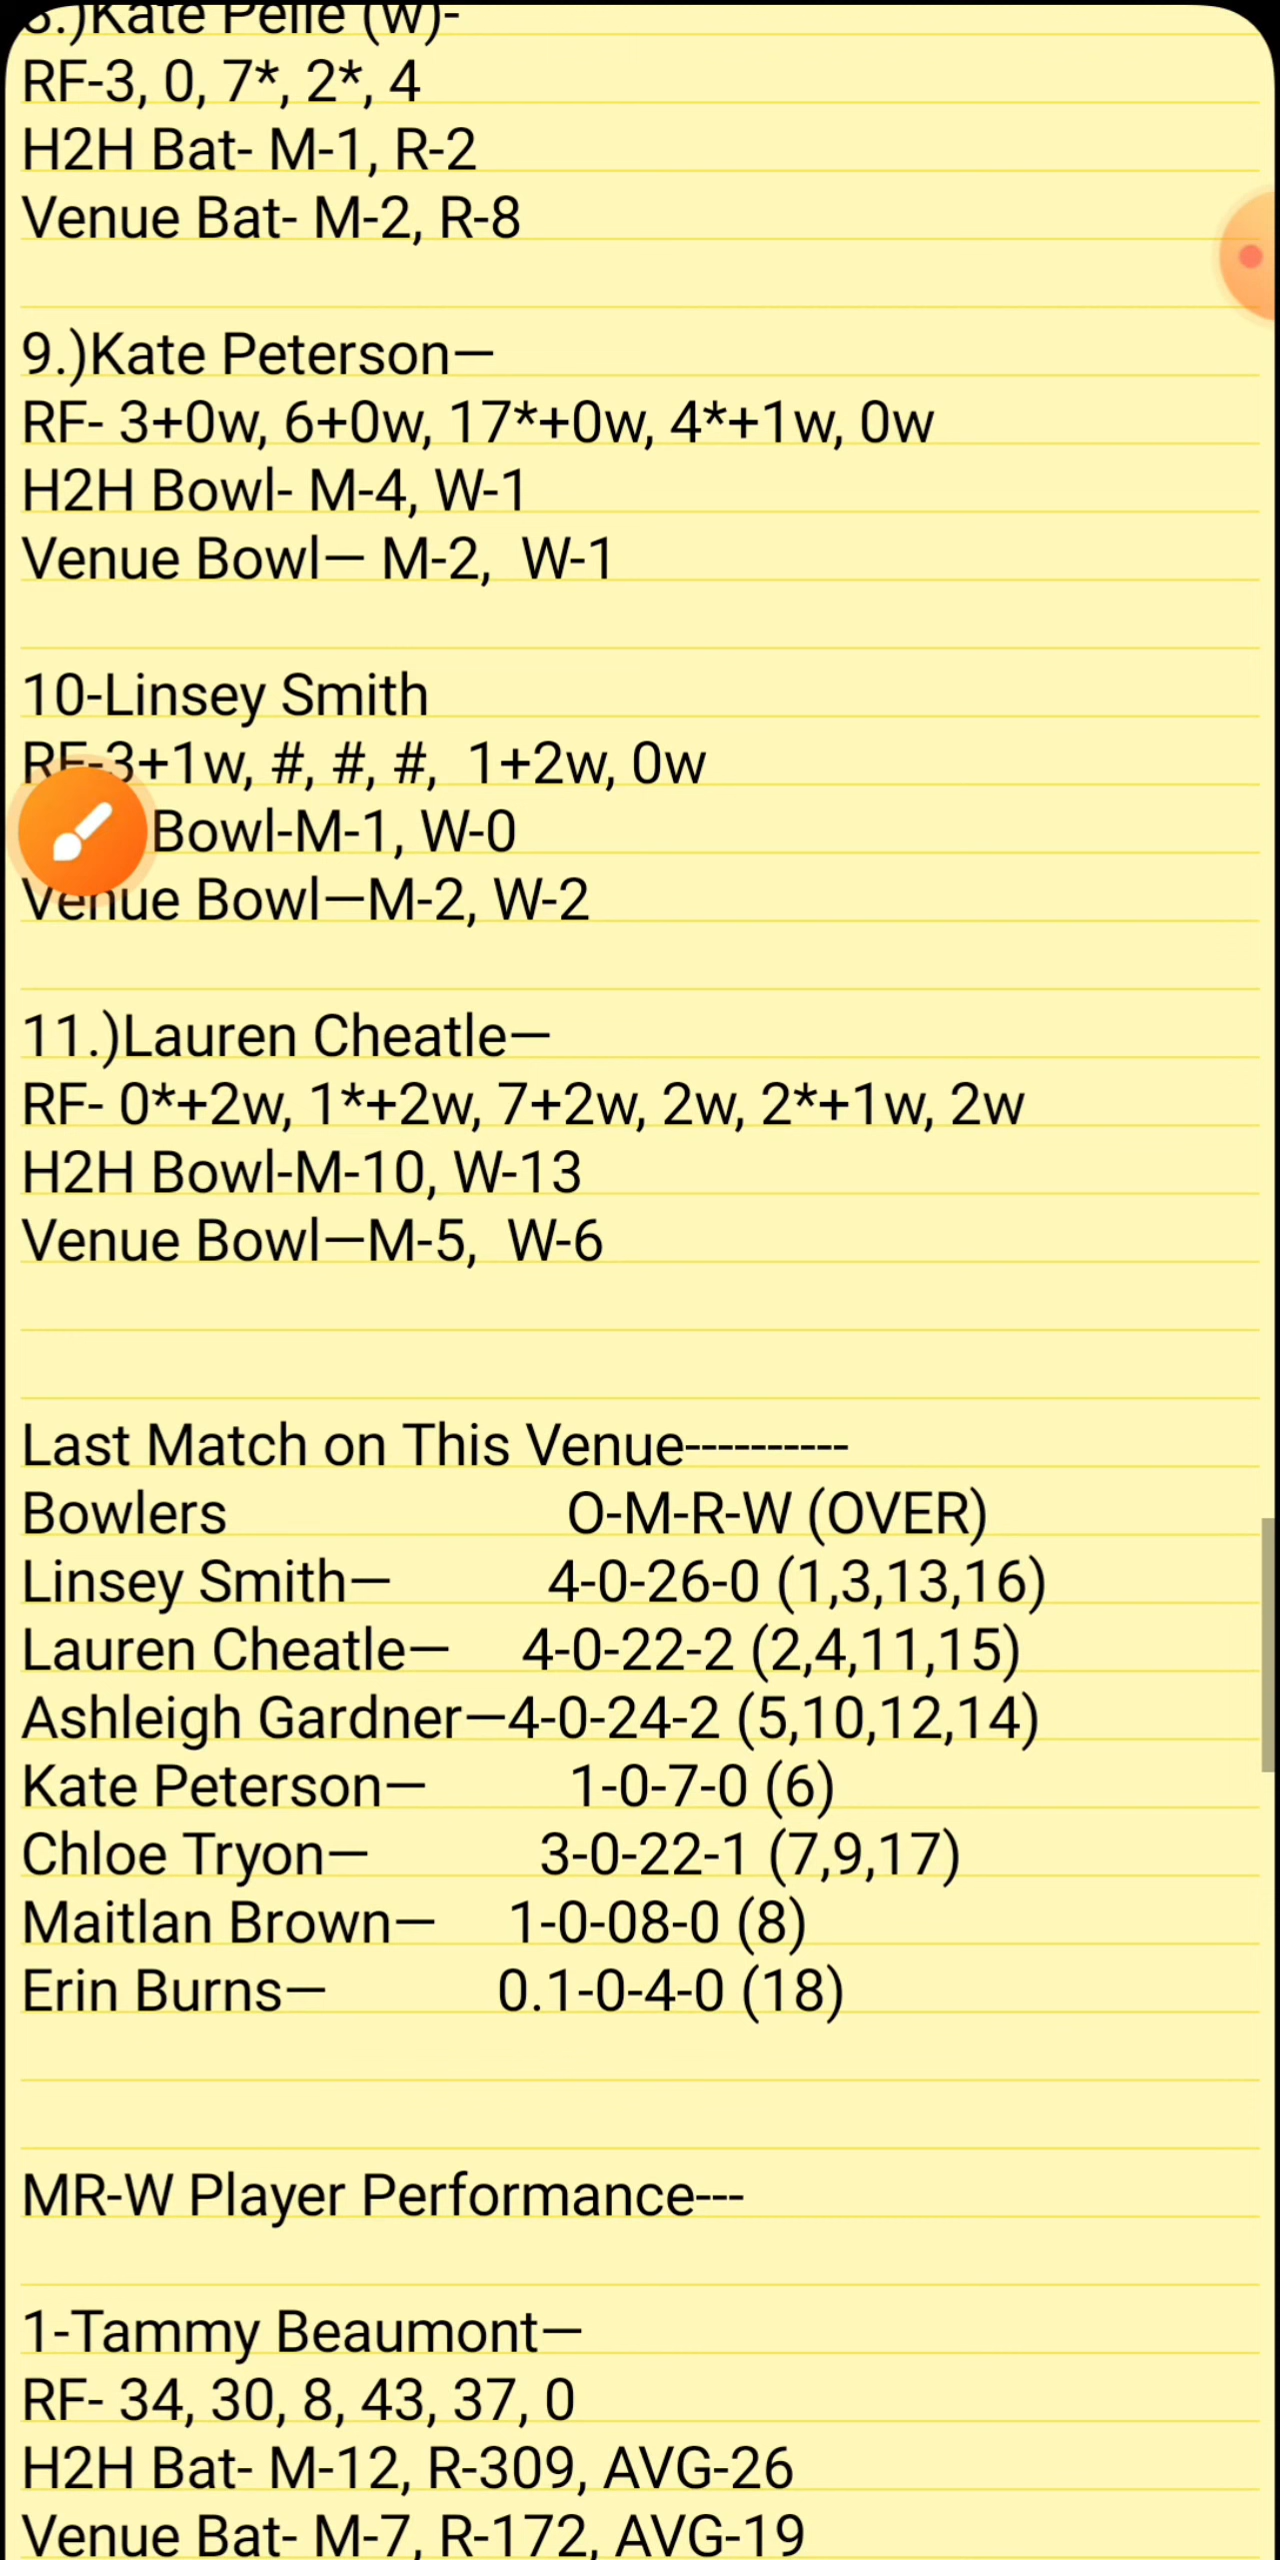 8.)Kate Pelle (w)-
RF-3, 0, 7*, 2*, 4
H2H Bat- M-1, R-2
Venue Bat- M-2, R-8
9.)Kate Peterson—
RF- 3+0w, 6+0w, 17*+0w, 4*+1w, 0w
H2H Bowl- M-4, W-1
Venue Bowl— M-2,  W-1
10-Linsey Smith
RF-3+1w, #, #, #,  1+2w, 0w
Bowl-M-1, W-0
Venue Bowl—M-2, W-2
11.)Lauren Cheatle—
RF- 0*+2w, 1*+2w, 7+2w, 2w, 2*+1w, 2w
H2H Bowl-M-10, W-13
Venue Bowl—M-5,  W-6
Last Match on This Venue----------
Bowlers O-M-R-W (OVER)
Linsey Smith— 4-0-26-0 (1,3,13,16)
Lauren Cheatle— 4-0-22-2 (2,4,11,15)
Ashleigh Gardner—4-0-24-2 (5,10,12,14)
Kate Peterson— 1-0-7-0 (6)
Chloe Tryon— 3-0-22-1 (7,9,17)
Maitlan Brown— 1-0-08-0 (8)
Erin Burns— 0.1-0-4-0 (18)
MR-W Player Performance---
1-Tammy Beaumont—
RF- 34, 30, 8, 43, 37, 0
H2H Bat- M-12, R-309, AVG-26
Venue Bat- M-7, R-172, AVG-19